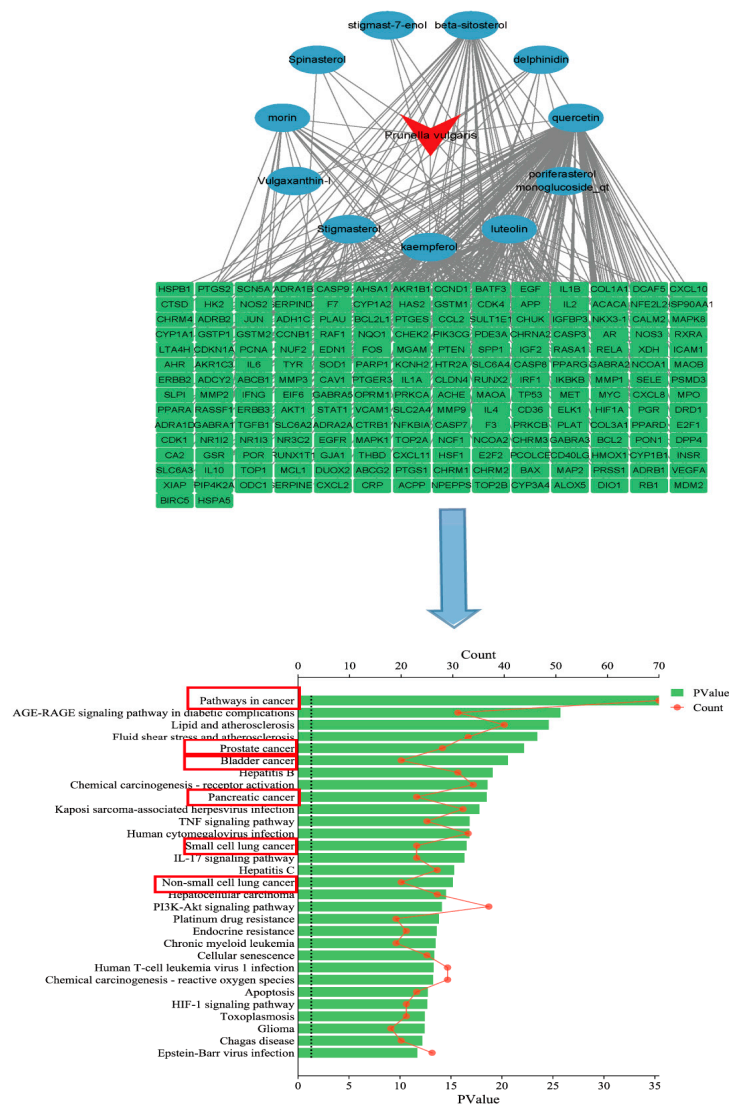 stigmast-7-enol beta-sitosterol
Spinasterol delphinidin
morin quercetin
Prunella vulgaris
Vulgaxanthin-I poriferasterol
monoglucoside_qt
Stigmasterol luteolin
kaempferol
HSPB1 PTGS2 SCN5A ADRA1B CASP9 AHSA1 AKR1B1 CCND1 BATF3 EGF IL1B COL1A1 DCAF5 CXCL10
CTSD HK2 NOS2 SERPIND F7 CYP1A2 HAS2 GSTM1 CDK4 APP IL2 ACACA NFE2L2 HSP90AA1
CHRM4 ADRB2 JUN ADH1C PLAU BCL2L1 PTGES CCL2 SULT1E1 CHUK IGFBP3 NKX3-1 CALM2 MAPK8
CYP1A1 GSTP1 GSTM2 CCNB1 RAF1 NQO1 CHEK2 PIK3CG PDE3A CHRNA2 CASP3 AR NOS3 RXRA
LTA4H CDKN1A PCNA NUF2 EDN1 FOS MGAM PTEN SPP1 IGF2 RASA1 RELA XDH ICAM1
AHR AKR1C3 IL6 TYR SOD1 PARP1 KCNH2 HTR2A SLC6A4 CASP8 PPARG GABRA2 NCOA1 MAOB
ERBB2 ADCY2 ABCB1 MMP3 CAV1 PTGER3 IL1A CLDN4 RUNX2 IRF1 IKBKB MMP1 SELE PSMD3
SLPI MMP2 IFNG EIF6 GABRA5 OPRM1 PRKCA ACHE MAOA TP53 MET MYC CXCL8 MPO
PPARA RASSF1 ERBB3 AKT1 STAT1 VCAM1 SLC2A4 MMP9 IL4 CD36 ELK1 HIF1A PGR DRD1
ADRA1D GABRA1 TGFB1 SLC6A2 ADRA2A CTRB1 NFKBIA CASP7 F3 PRKCB PLAT COL3A1 PPARD E2F1
CDK1 NR1I2 NR1I3 NR3C2 EGFR MAPK1 TOP2A NCF1 NCOA2 CHRM3 GABRA3 BCL2 PON1 DPP4
CA2 GSR POR RUNX1T1 GJA1 THBD CXCL11 HSF1 E2F2 PCOLCE CD40LG HMOX1 CYP1B1 INSR
SLC6A3 IL10 TOP1 MCL1 DUOX2 ABCG2 PTGS1 CHRM1 CHRM2 BAX MAP2 PRSS1 ADRB1 VEGFA
XIAP PIP4K2A ODC1 SERPINE CXCL2 CRP ACPP NPEPPS TOP2B CYP3A4 ALOX5 DIO1 RB1 MDM2
BIRC5 HSPA5
Count
0 10 20 30 40 50 60 70
Pathways in cancer
AGE-RAGE signaling pathway in diabetic complications
Lipid and atherosclerosis
Fluid shear stress and atherosclerosis
Prostate cancer
Bladder cancer
Hepatitis B
Chemical carcinogenesis - receptor activation
Pancreatic cancer
Kaposi sarcoma-associated herpesvirus infection
TNF signaling pathway
Human cytomegalovirus infection
Small cell lung cancer
IL-17 signaling pathway
Hepatitis C
Non-small cell lung cancer
Hepatocellular carcinoma
PI3K-Akt signaling pathway
Platinum drug resistance
Endocrine resistance
Chronic myeloid leukemia
Cellular senescence
Human T-cell leukemia virus 1 infection
Chemical carcinogenesis - reactive oxygen species
Apoptosis
HIF-1 signaling pathway
Toxoplasmosis
Glioma
Chagas disease
Epstein-Barr virus infection
PValue
Count
0 5 10 15 20 25 30 35
PValue